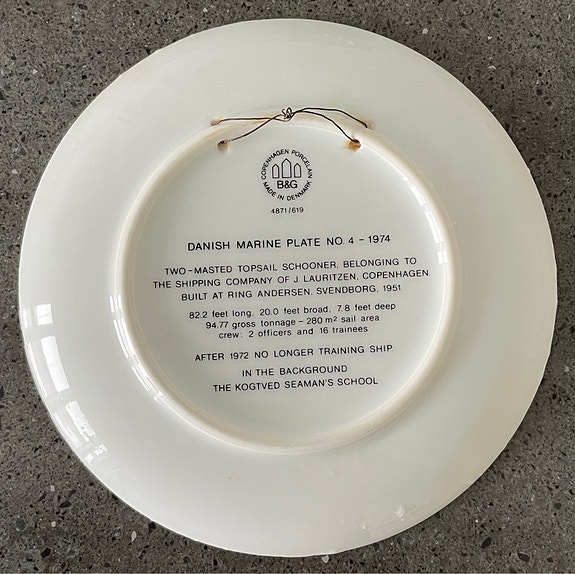 COPENHAGEN PORCELAIN
B&G
MADE IN DENMARK
4871/619
DANISH MARINE PLATE NO. 4 - 1974
TWO-MASTED TOPSAIL SCHOONER, BELONGING TO
THE SHIPPING COMPANY OF J. LAURITZEN, COPENHAGEN.
BUILT AT RING ANDERSEN, SVENDBORG, 1951.
82.2 feet long, 20.0 feet broad, 7.8 feet deep
94.77 gross tonnage - 280 m² sail area
crew: 2 officers and 16 trainees
AFTER 1972 NO LONGER TRAINING SHIP.
IN THE BACKGROUND
THE KOGTVED SEAMAN'S SCHOOL